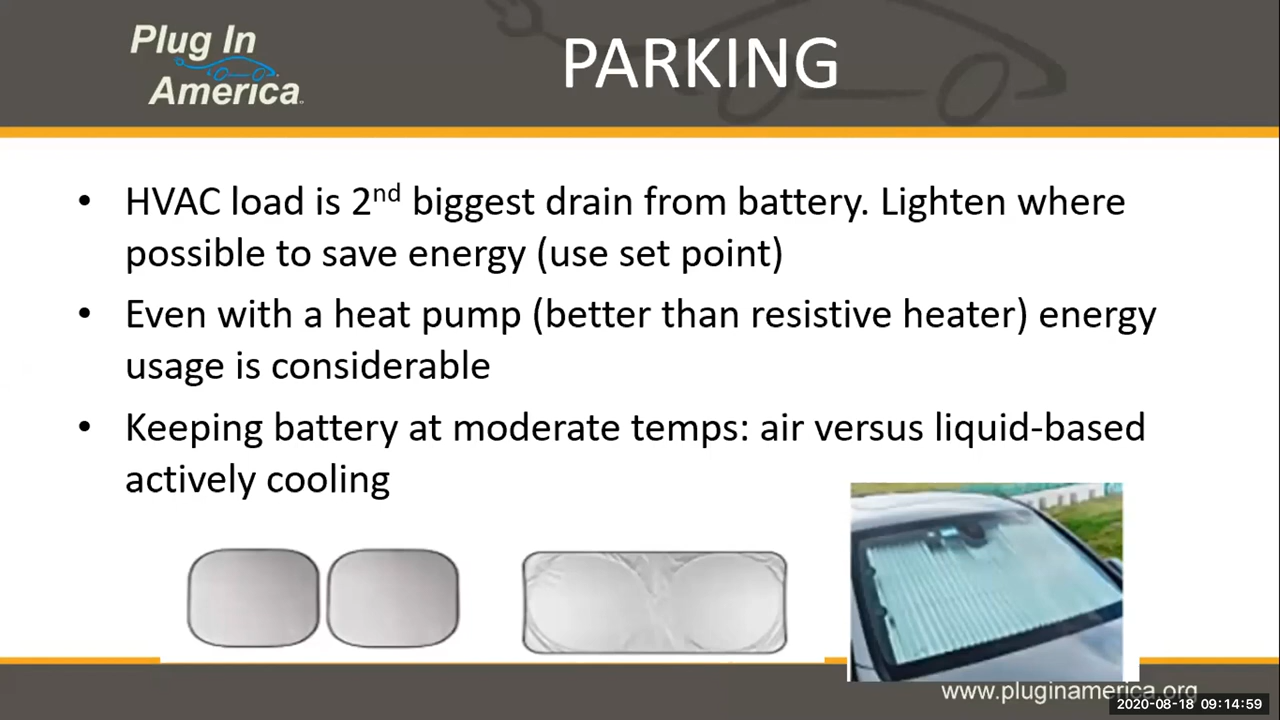 Plug In
America
PARKING
• HVAC load is 2nd biggest drain from battery. Lighten where
possible to save energy (use set point)
• Even with a heat pump (better than resistive heater) energy
usage is considerable
• Keeping battery at moderate temps: air versus liquid-based
actively cooling
www.pluginamerica.org
2020-08-18 09:14:59